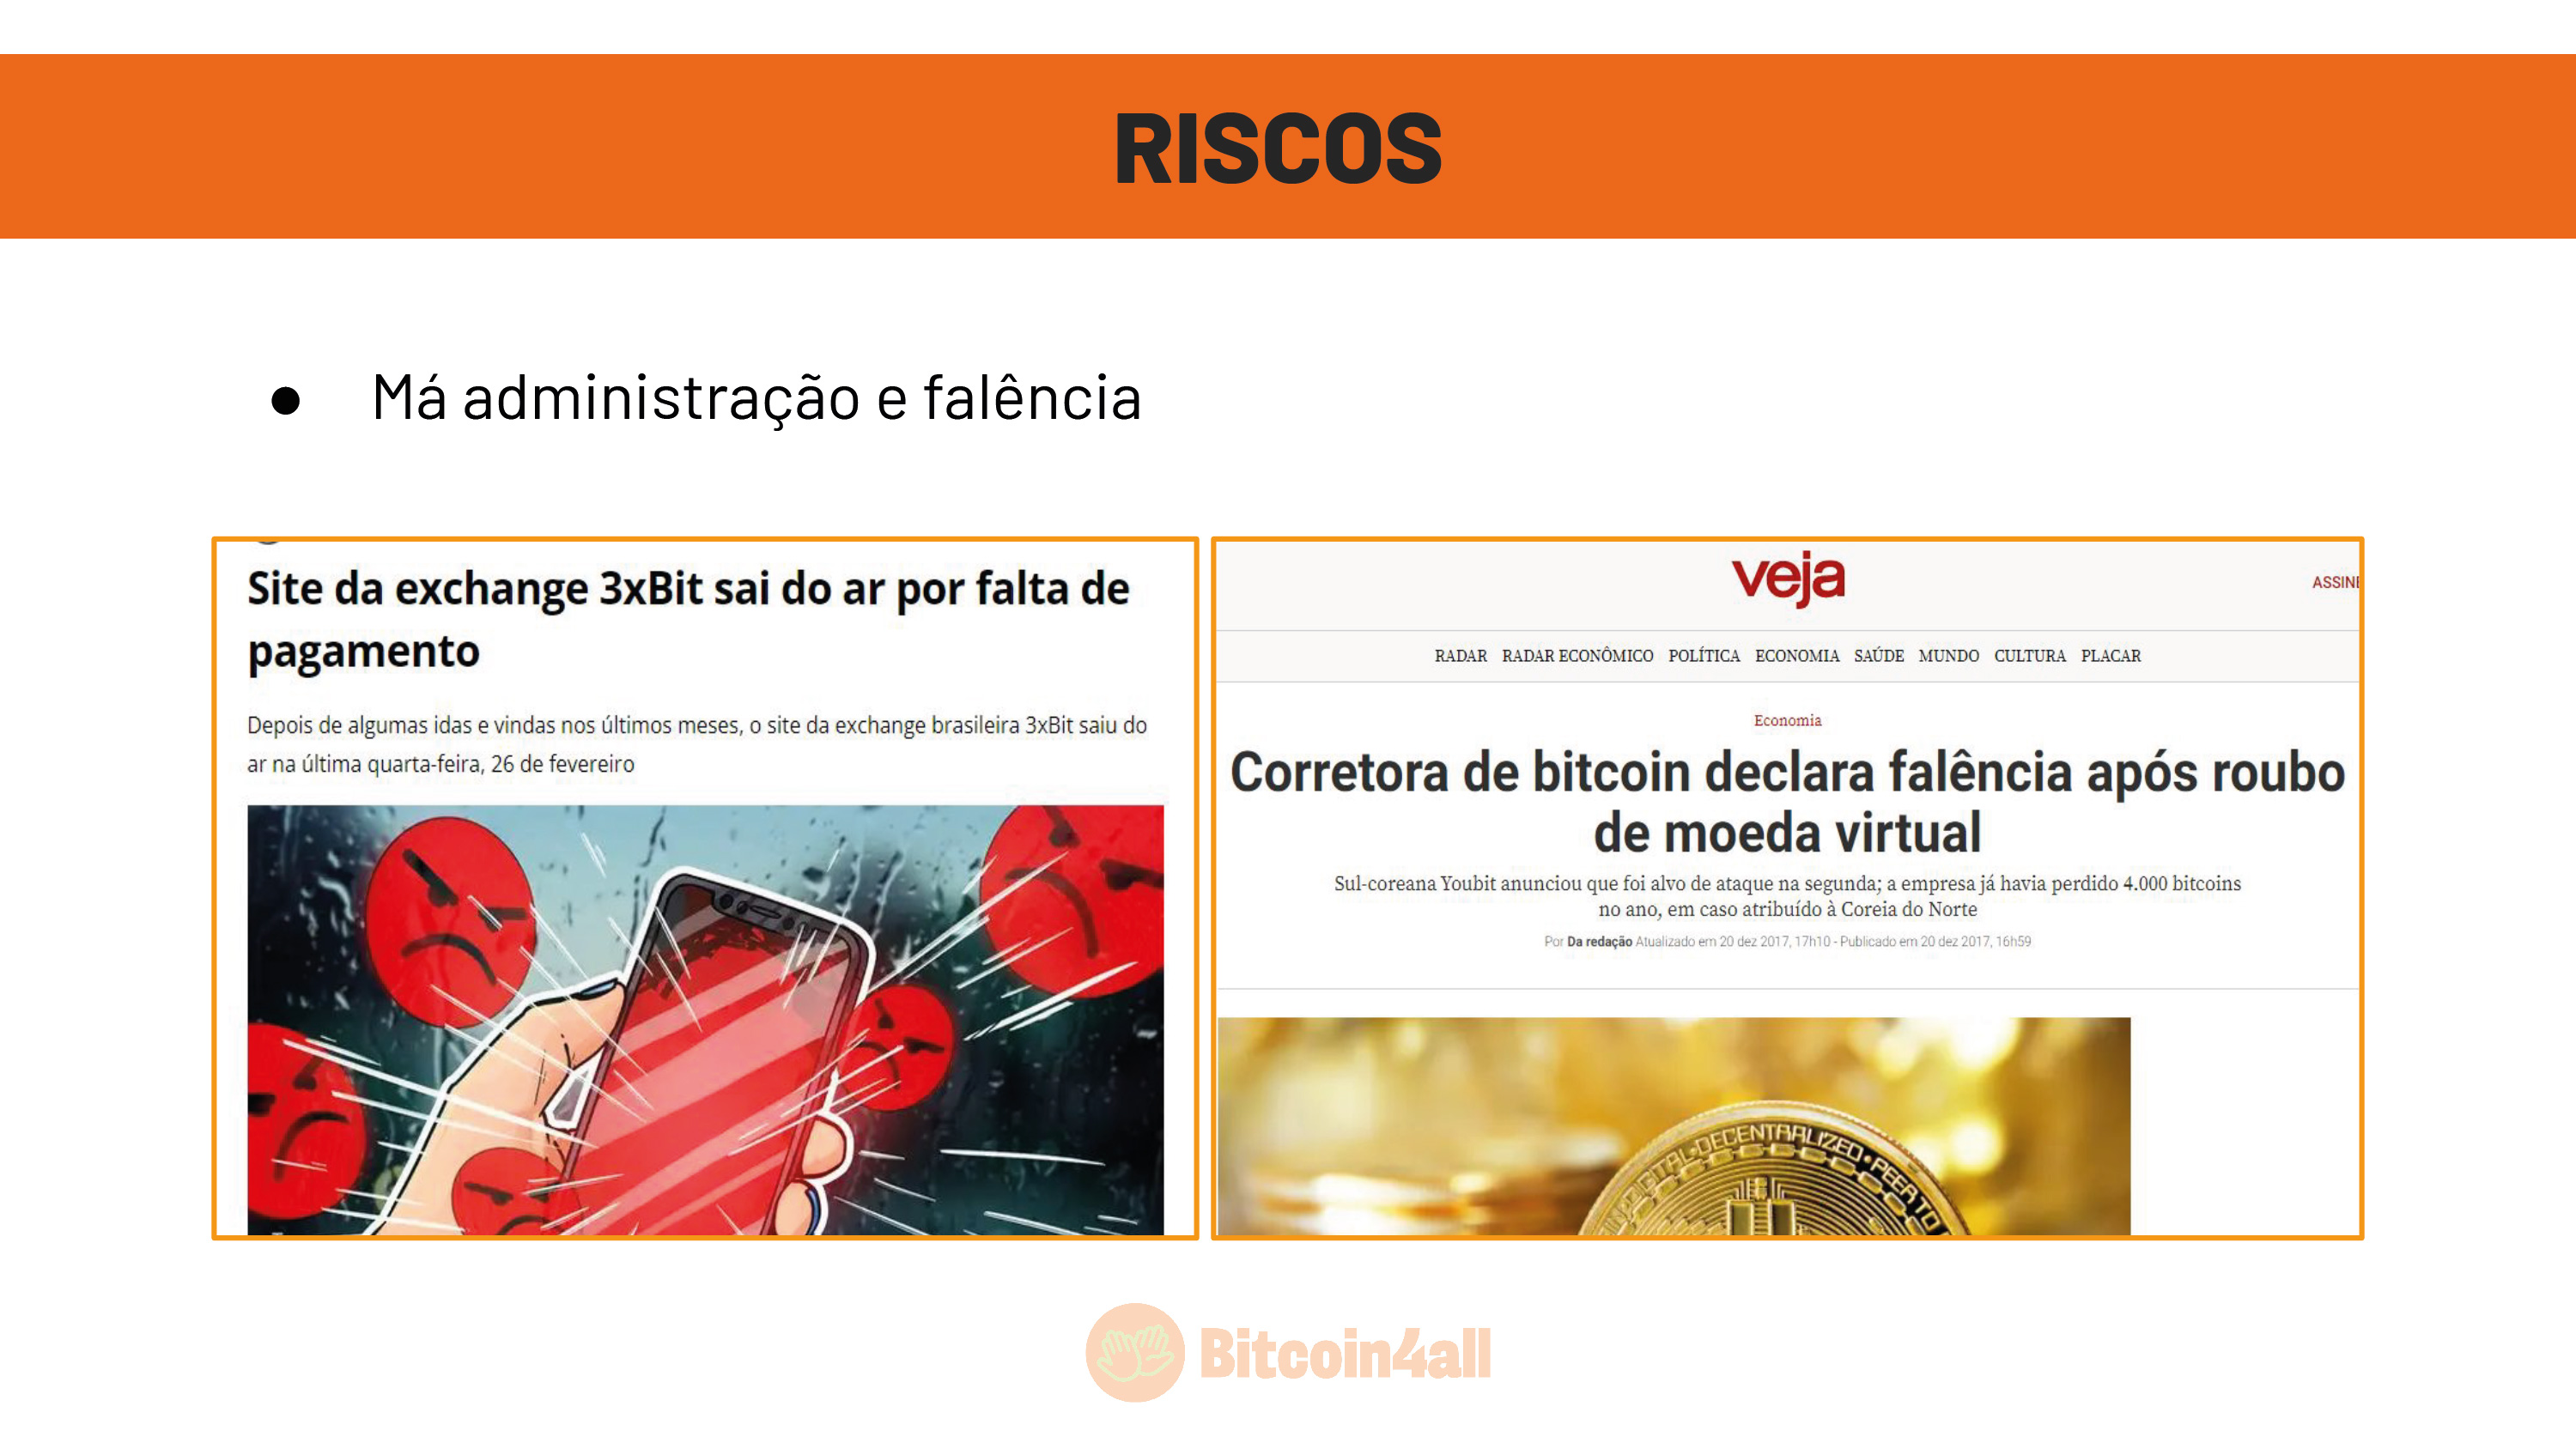 RISCOS
● Má administração e falência
Site da exchange 3xBit sai do ar por falta de
pagamento
Depois de algumas idas e vindas nos últimos meses, o site da exchange brasileira 3xBit saiu do
ar na última quarta-feira, 26 de fevereiro
veja
ASSINE
RADAR RADAR ECONÔMICO POLÍTICA ECONOMIA SAÚDE MUNDO CULTURA PLACAR
Economia
Corretora de bitcoin declara falência após roubo
de moeda virtual
Sul-coreana Youbit anunciou que foi alvo de ataque na segunda; a empresa já havia perdido 4.000 bitcoins
no ano, em caso atribuído à Coreia do Norte
Por Da redação Atualizado em 20 dez 2017, 17h10 - Publicado em 20 dez 2017, 16h59
DIGITAL • DECENTRALIZED • PEER TO
Bitcoin4all